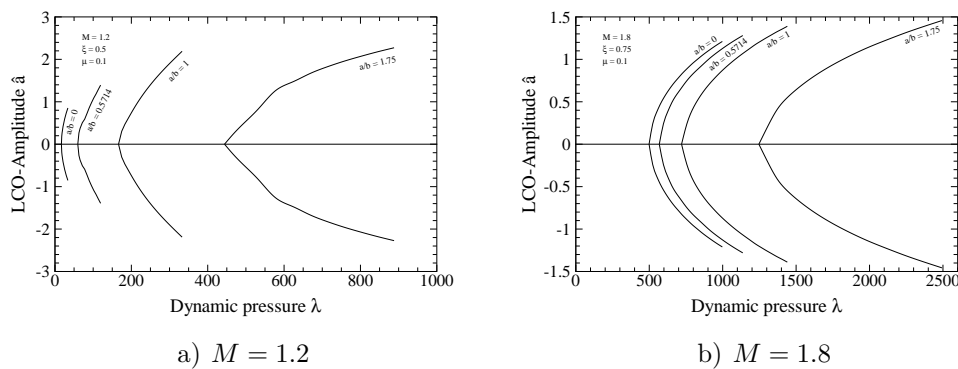 3
2
1
0
-1
-2
-3
LCO-Amplitude â
M = 1.2
ξ = 0.5
μ = 0.1
a/b = 0
a/b = 0.5714
a/b = 1
a/b = 1.75
0 200 400 600 800 1000
Dynamic pressure λ
a) M = 1.2
1.5
1
0.5
0
-0.5
-1
-1.5
LCO-Amplitude â
M = 1.8
ξ = 0.75
μ = 0.1
a/b = 0
a/b = 0.5714
a/b = 1
a/b = 1.75
0 500 1000 1500 2000 2500
Dynamic pressure λ
b) M = 1.8